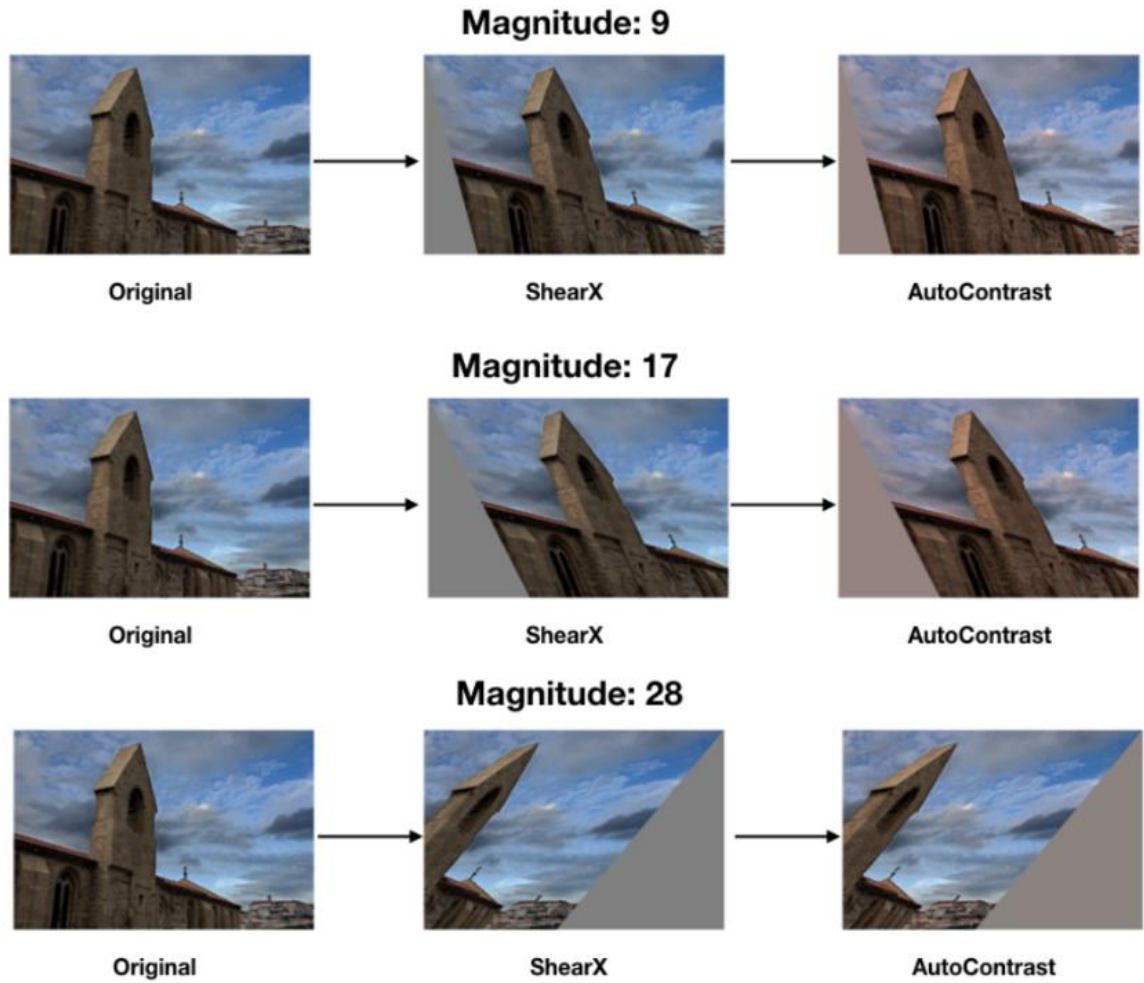 Magnitude: 9
Original
ShearX
AutoContrast
Magnitude: 17
Original
ShearX
AutoContrast
Magnitude: 28
Original
ShearX
AutoContrast